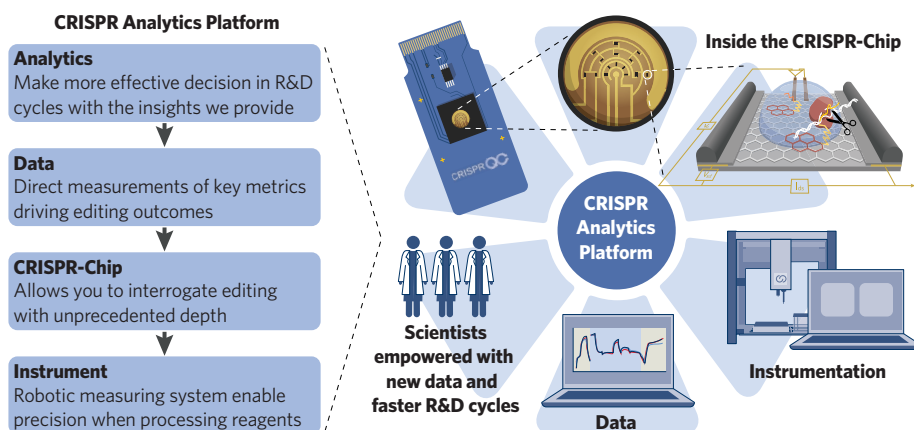 CRISPR Analytics Platform
Analytics
Make more effective decision in R&D
cycles with the insights we provide
Data
Direct measurements of key metrics
driving editing outcomes
CRISPR-Chip
Allows you to interrogate editing
with unprecedented depth
Instrument
Robotic measuring system enable
precision when processing reagents
CRISPR QC
Inside the CRISPR-Chip
I ds
CRISPR
Analytics
Platform
Scientists
empowered with
new data and
faster R&D cycles
Data
Instrumentation